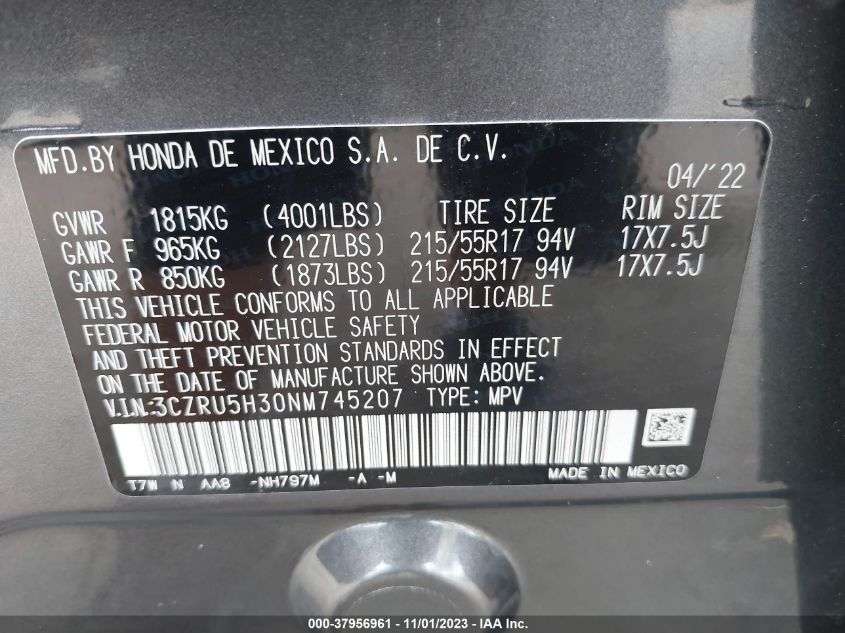 MFD.BY HONDA DE MEXICO S.A. DE C.V.
04/'22
GVWR 1815KG (4001LBS) TIRE SIZE RIM SIZE
GAWR F 965KG (2127LBS) 215/55R17 94V 17X7.5J
GAWR R 850KG (1873LBS) 215/55R17 94V 17X7.5J
THIS VEHICLE CONFORMS TO ALL APPLICABLE
FEDERAL MOTOR VEHICLE SAFETY
AND THEFT PREVENTION STANDARDS IN EFFECT
ON THE DATE OF MANUFACTURE SHOWN ABOVE.
V.I.N:3CZRU5H30NM745207 TYPE: MPV
T7W N AA8 -NH797M -A -M MADE IN MEXICO
000-37956961 - 11/01/2023 - IAA Inc.